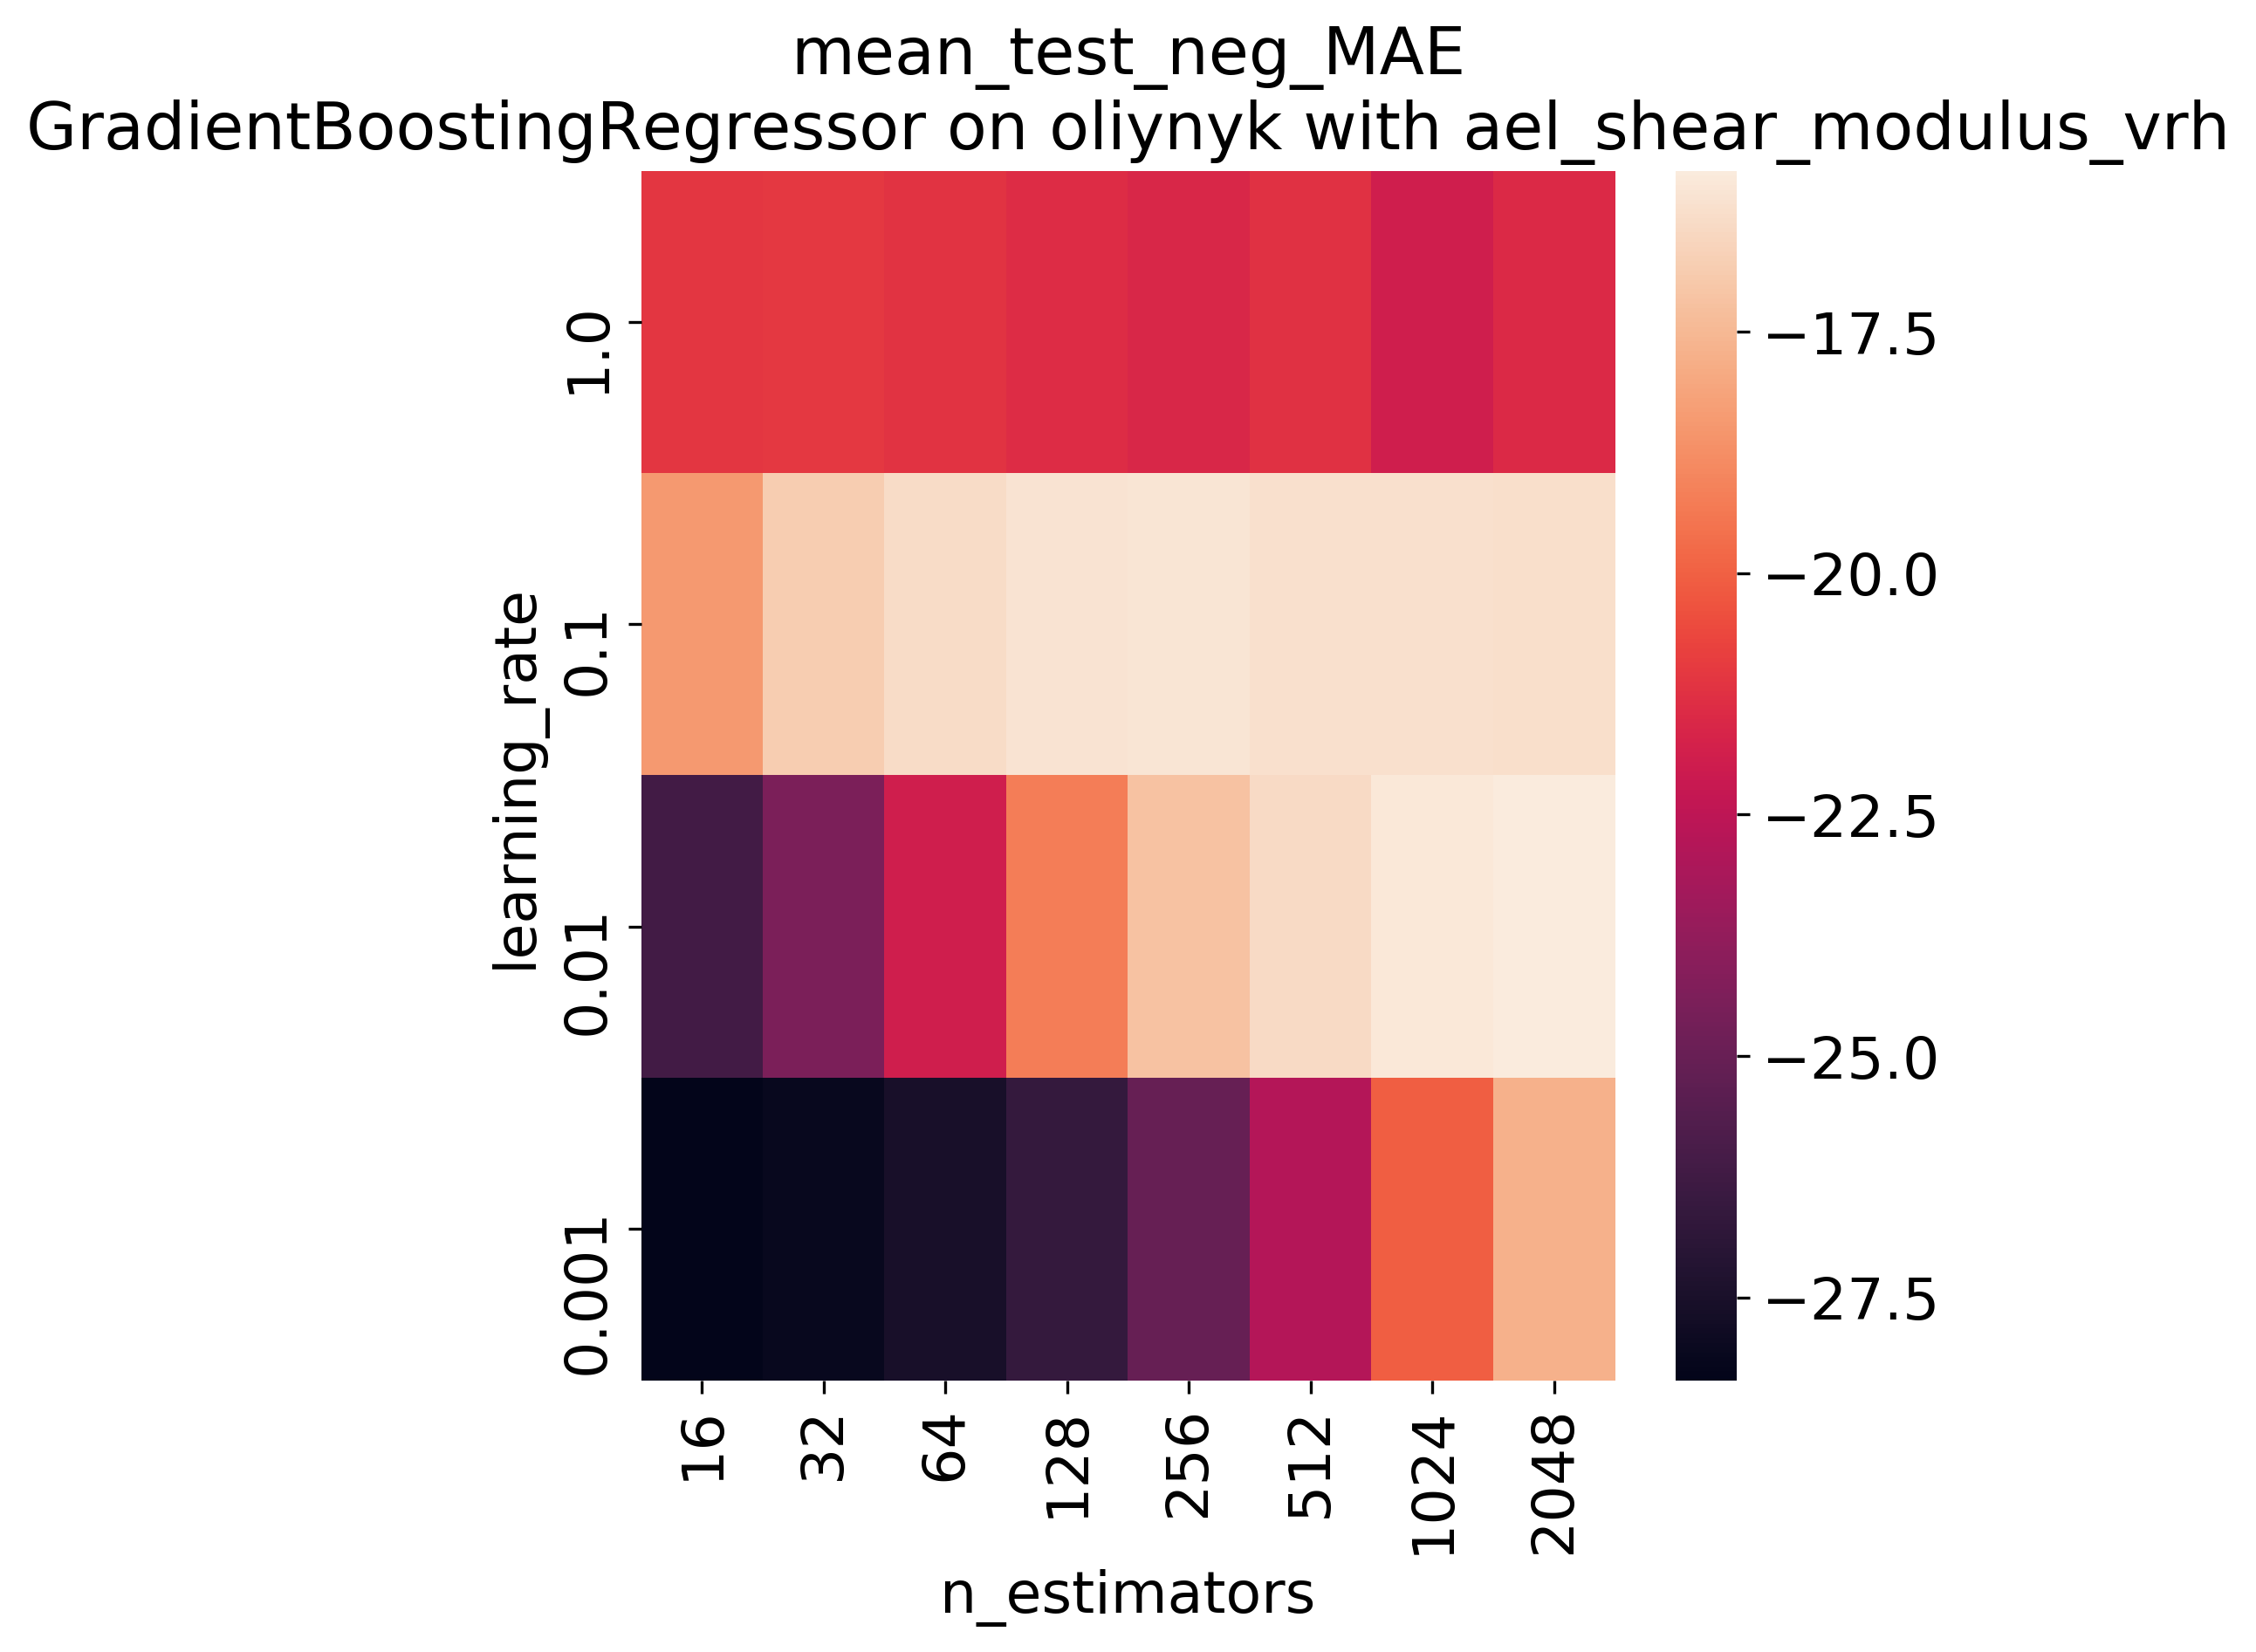 mean_test_neg_MAE
GradientBoostingRegressor on oliynyk with ael_shear_modulus_vrh
learning_rate
1.0
0.1
0.01
0.001
16 32 64 128 256 512 1024 2048
n_estimators
−17.5
−20.0
−22.5
−25.0
−27.5